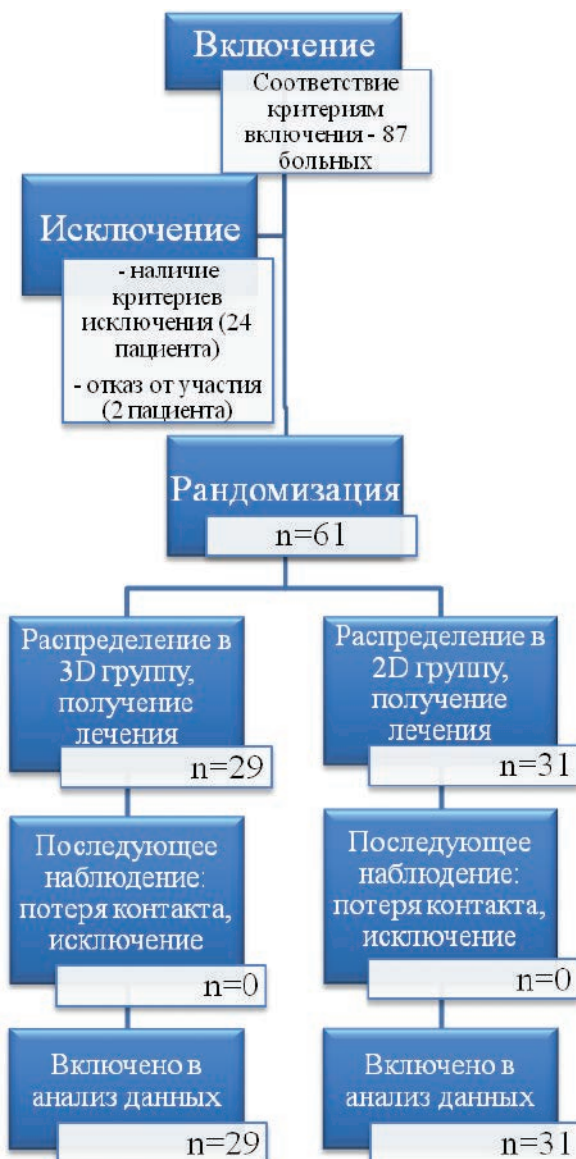 Включение
Соответствие
критериям
включения - 87
больных
Исключение
- наличие
критериев
исключения (24
пациента)
- отказ от участия
(2 пациента)
Рандомизация
n=61
Распределение в
3D группу,
получение
лечения
n=29
Распределение в
2D группу,
получение
лечения
n=31
Последующее
наблюдение:
потеря контакта,
исключение
n=0
Последующее
наблюдение:
потеря контакта,
исключение
n=0
Включено в
анализ данных
n=29
Включено в
анализ данных
n=31